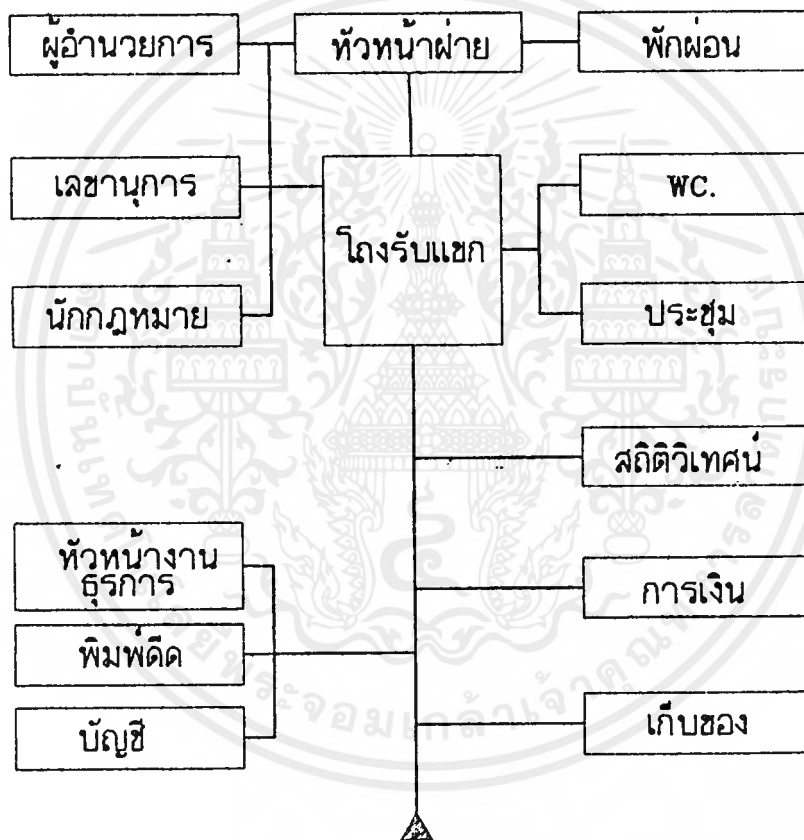 ผู้อำนวยการ
หัวหน้าฝ่าย
พักผ่อน
เลขานุการ
โถงรับแขก
WC.
นักกฎหมาย
ประชุม
สถิติวิเทศน์
หัวหน้างาน
ธุรการ
การเงิน
พิมพ์ดีด
เก็บของ
บัญชี